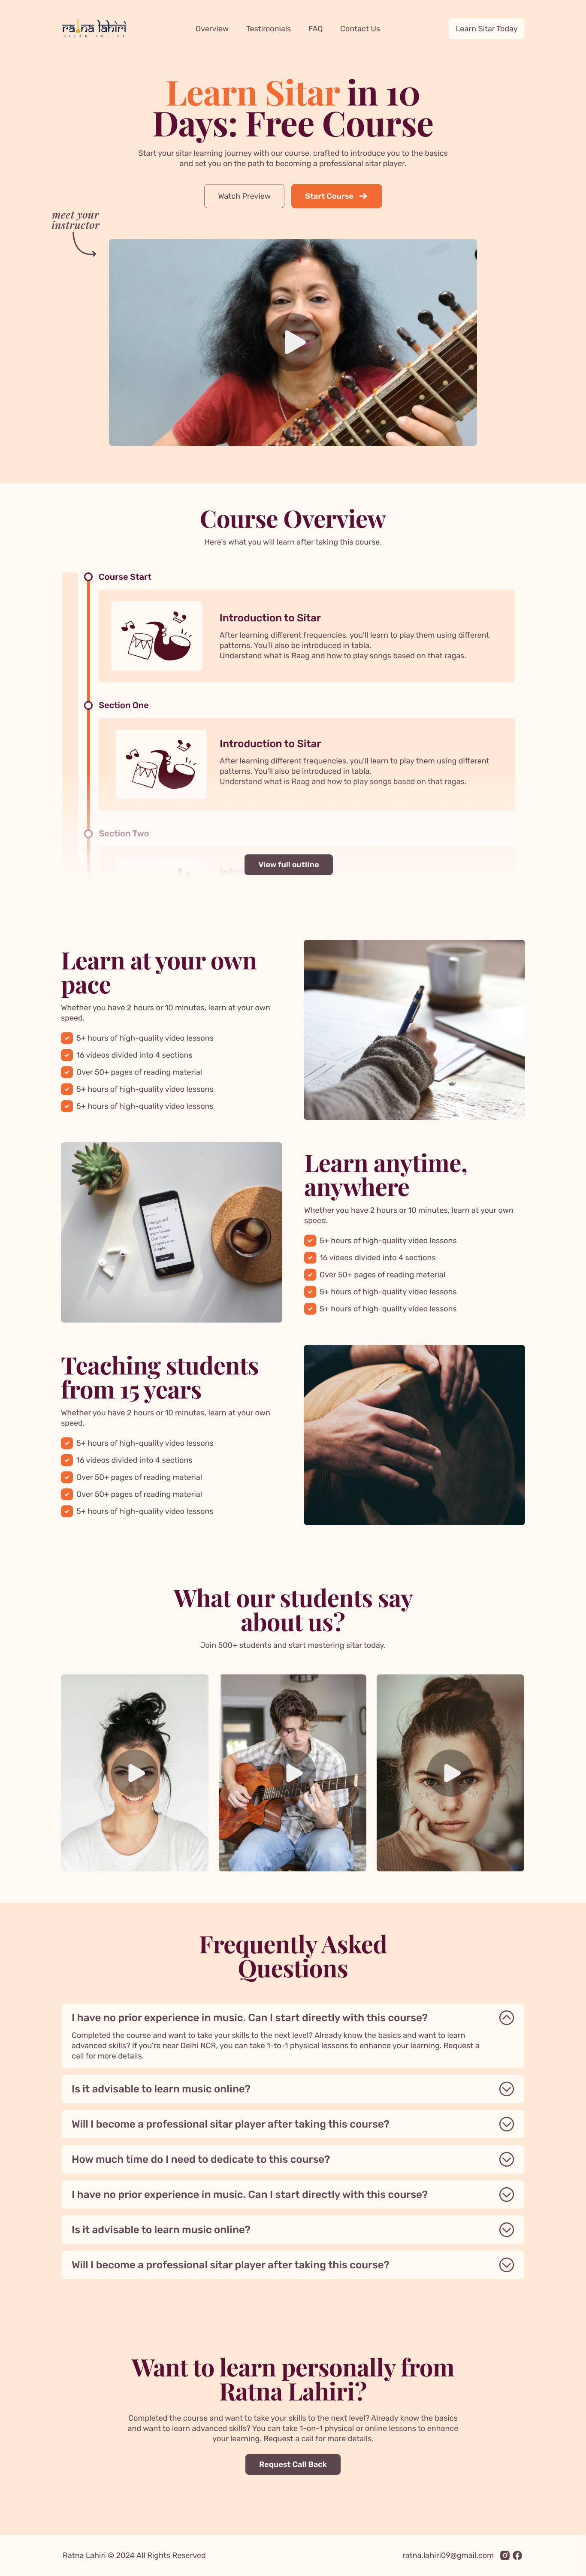 ratna lahiri
SITAR ARTIST
Overview
Testimonials
FAQ
Contact Us
Learn Sitar Today
Learn Sitar in 10
Days: Free Course
Start your sitar learning journey with our course, crafted to introduce you to the basics
and set you on the path to becoming a professional sitar player.
Watch Preview
Start Course
meet your
instructor
Course Overview
Here's what you will learn after taking this course.
Course Start
Introduction to Sitar
After learning different frequencies, you'll learn to play them using different
patterns. You'll also be introduced in tabla.
Understand what is Raag and how to play songs based on that ragas.
Section One
Introduction to Sitar
After learning different frequencies, you'll learn to play them using different
patterns. You'll also be introduced in tabla.
Understand what is Raag and how to play songs based on that ragas.
Section Two
View full outline
Learn at your own
pace
Whether you have 2 hours or 10 minutes, learn at your own
speed.
5+ hours of high-quality video lessons
16 videos divided into 4 sections
Over 50+ pages of reading material
5+ hours of high-quality video lessons
5+ hours of high-quality video lessons
Learn anytime,
anywhere
Whether you have 2 hours or 10 minutes, learn at your own
speed.
5+ hours of high-quality video lessons
16 videos divided into 4 sections
Over 50+ pages of reading material
5+ hours of high-quality video lessons
5+ hours of high-quality video lessons
Teaching students
from 15 years
Whether you have 2 hours or 10 minutes, learn at your own
speed.
5+ hours of high-quality video lessons
16 videos divided into 4 sections
Over 50+ pages of reading material
Over 50+ pages of reading material
5+ hours of high-quality video lessons
What our students say
about us?
Join 500+ students and start mastering sitar today.
Frequently Asked
Questions
I have no prior experience in music. Can I start directly with this course?
Completed the course and want to take your skills to the next level? Already know the basics and want to learn
advanced skills? If you're near Delhi NCR, you can take 1-to-1 physical lessons to enhance your learning. Request a
call for more details.
Is it advisable to learn music online?
Will I become a professional sitar player after taking this course?
How much time do I need to dedicate to this course?
I have no prior experience in music. Can I start directly with this course?
Is it advisable to learn music online?
Will I become a professional sitar player after taking this course?
Want to learn personally from
Ratna Lahiri?
Completed the course and want to take your skills to the next level? Already know the basics
and want to learn advanced skills? You can take 1-on-1 physical or online lessons to enhance
your learning. Request a call for more details.
Request Call Back
Ratna Lahiri © 2024 All Rights Reserved
ratna.lahiri09@gmail.com